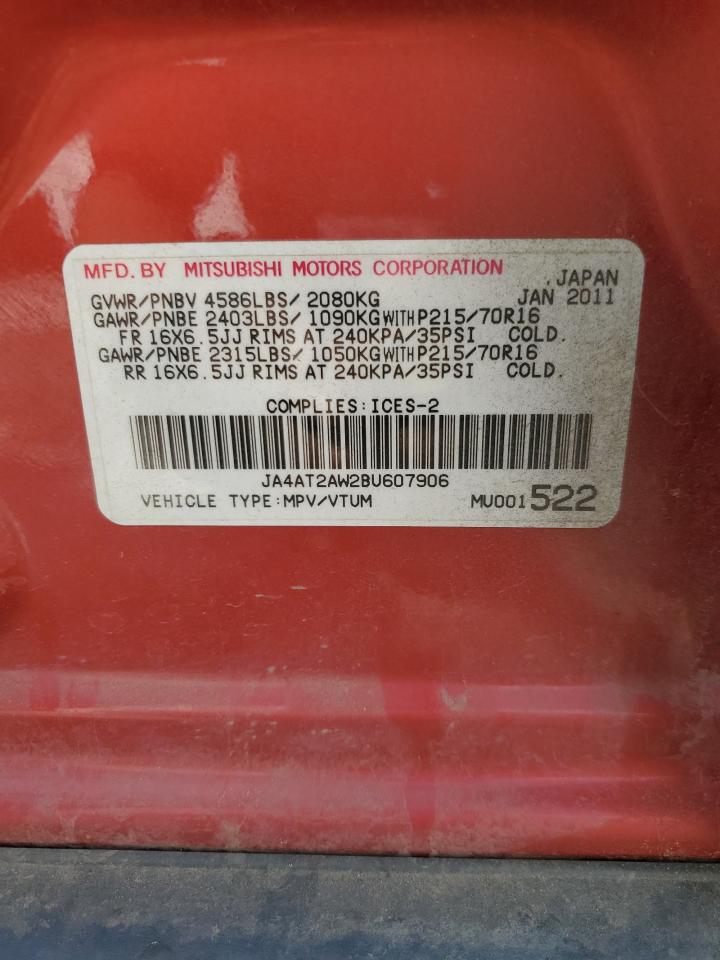 MFD. BY MITSUBISHI MOTORS CORPORATION
JAPAN
GVWR/PNBV 4586LBS/ 2080KG JAN 2011
GAWR/PNBE 2403LBS/ 1090KG WITH P215/70R16
FR 16X6.5JJ RIMS AT 240KPA/35PSI COLD.
GAWR/PNBE 2315LBS/ 1050KG WITH P215/70R16
RR 16X6.5JJ RIMS AT 240KPA/35PSI COLD.
COMPLIES:ICES-2
JA4AT2AW2BU607906
VEHICLE TYPE:MPV/VTUM MU001522